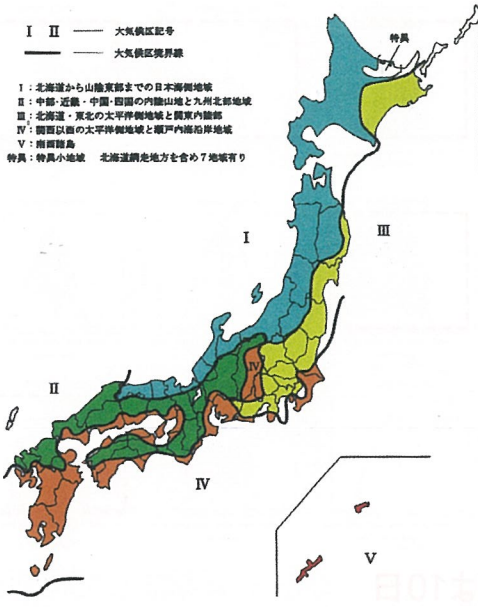 I II 大気候区記号
大気候区境界線
I：北海道から山陰東部までの日本海側地域
II：中部・近畿・中国・四国の内陸山地と九州北部地域
III：北海道・東北の太平洋側地域と関東内陸部
IV：関西以西の太平洋側地域と瀬戸内海沿岸地域
V：南西諸島
特異：特異小地域 北海道網走地方を含め7地域有り
特異
I
III
IV
II
IV
V